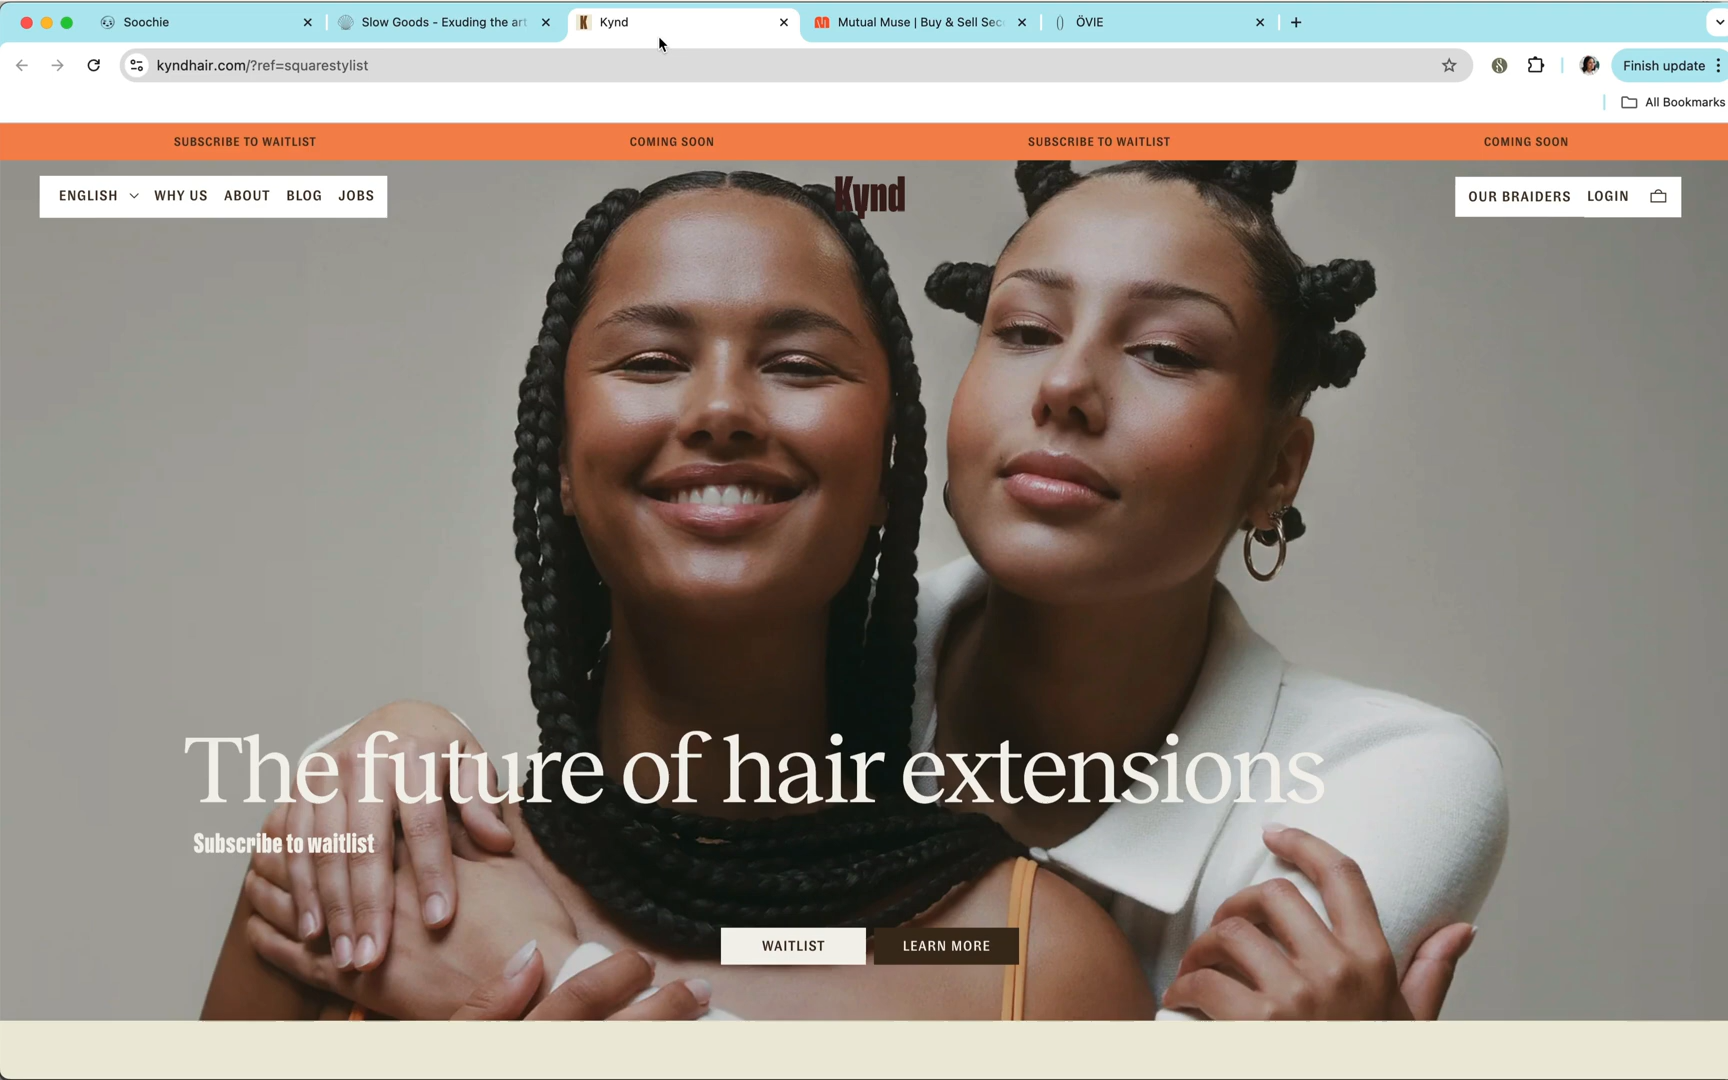 Soochie
Slow Goods - Exuding the art
Kynd
Mutual Muse | Buy & Sell Sec
ÖVIE
kyndhair.com/?ref=squarestylist
Finish update
All Bookmarks
SUBSCRIBE TO WAITLIST COMING SOON SUBSCRIBE TO WAITLIST COMING SOON
ENGLISH WHY US ABOUT BLOG JOBS
Kynd
OUR BRAIDERS LOGIN
The future of hair extensions
Subscribe to waitlist
WAITLIST LEARN MORE